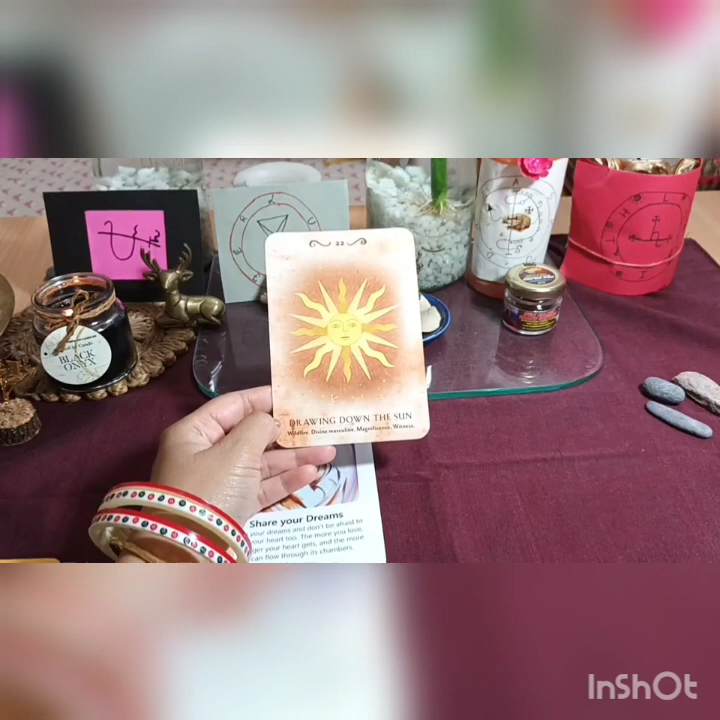 22
DRAWING DOWN THE SUN
Wildfire. Divine masculine. Magnificence. Witness.
BLACK
ONYX
Share your Dreams
your dreams and don't be afraid to
your heart too. The more you love,
ger your heart gets, and the more
can flow through its chambers.
InShOt